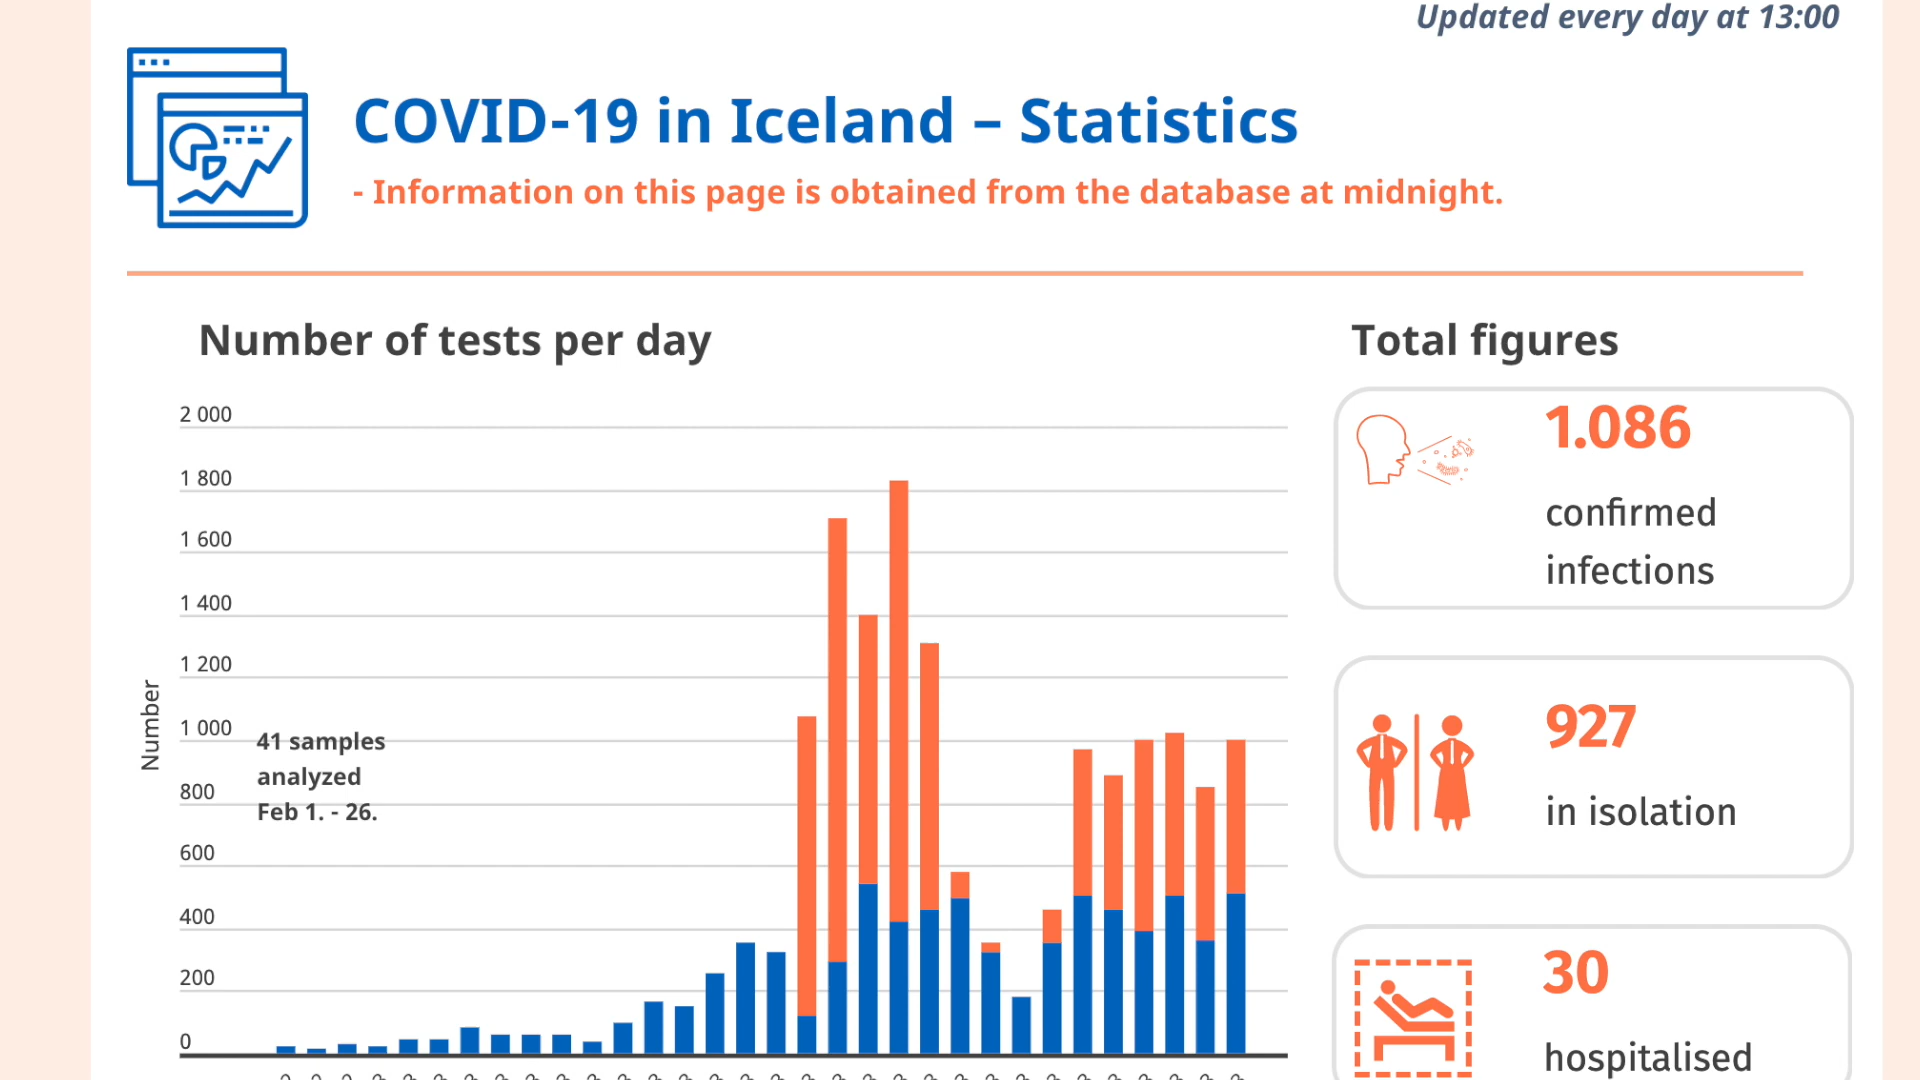 Updated every day at 13:00
COVID-19 in Iceland – Statistics
- Information on this page is obtained from the database at midnight.
Number of tests per day
Total figures
2 000
1 800
1 600
1 400
1 200
1 000
800
600
400
200
0
Number
41 samples
analyzed
Feb 1. - 26.
1.086
confirmed
infections
927
in isolation
30
hospitalised